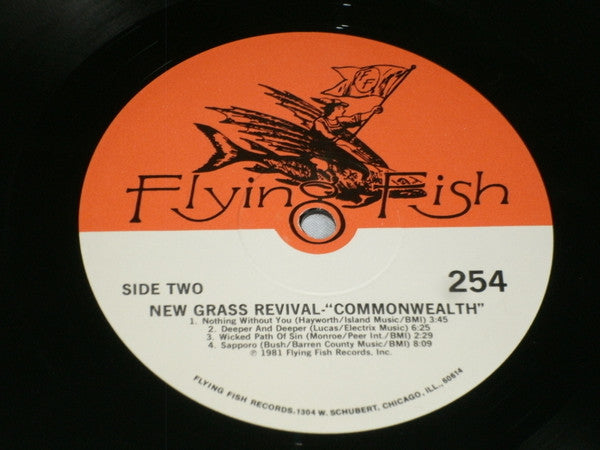 FF
Flying Fish
SIDE TWO
254
NEW GRASS REVIVAL-"COMMONWEALTH"
1. Nothing Without You (Hayworth/Island Music/BMI) 3:45
2. Deeper And Deeper (Lucas/Electrix Music) 6:25
3. Wicked Path Of Sin (Monroe/Peer Int./BMI) 2:29
4. Sapporo (Bush/Barren County Music/BMI) 8:09
℗ 1981 Flying Fish Records, Inc.
FLYING FISH RECORDS·1304 W. SCHUBERT, CHICAGO, ILL., 60614